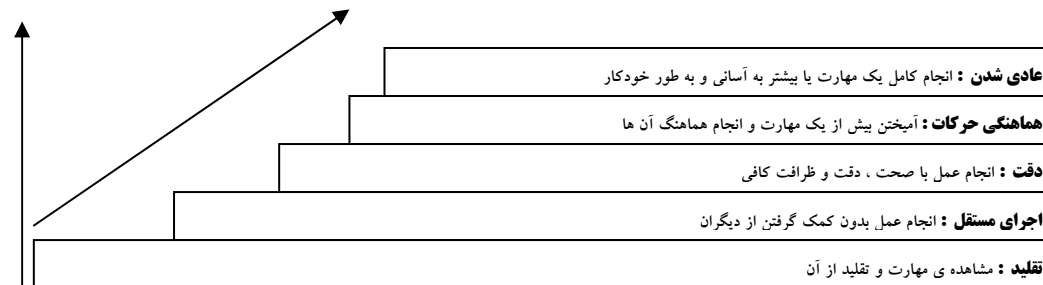 عادی شدن : انجام کامل یک مهارت یا بیشتر به آسانی و به طور خودکار
هماهنگی حرکات : آمیختن بیش از یک مهارت و انجام هماهنگ آن ها
دقت : انجام عمل با صحت ، دقت و ظرافت کافی
اجرای مستقل : انجام عمل بدون کمک گرفتن از دیگران
تقلید : مشاهده ی مهارت و تقلید از آن